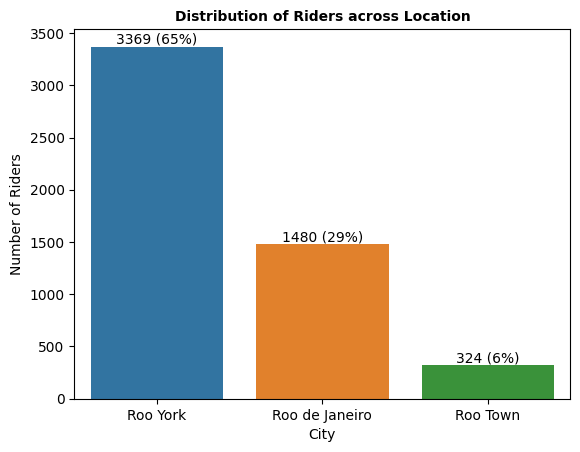 Distribution of Riders across Location
3500
3000
2500
2000
1500
1000
500
0
Number of Riders
3369 (65%)
1480 (29%)
324 (6%)
Roo York
Roo de Janeiro
Roo Town
City